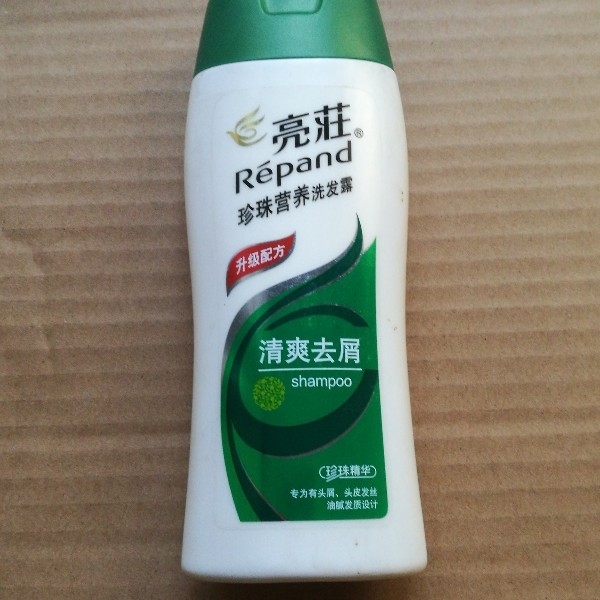 亮荘®
Répand
珍珠营养洗发露
升级配方
清爽去屑
shampoo
珍珠精华
专为有头屑、头皮发丝
油腻发质设计